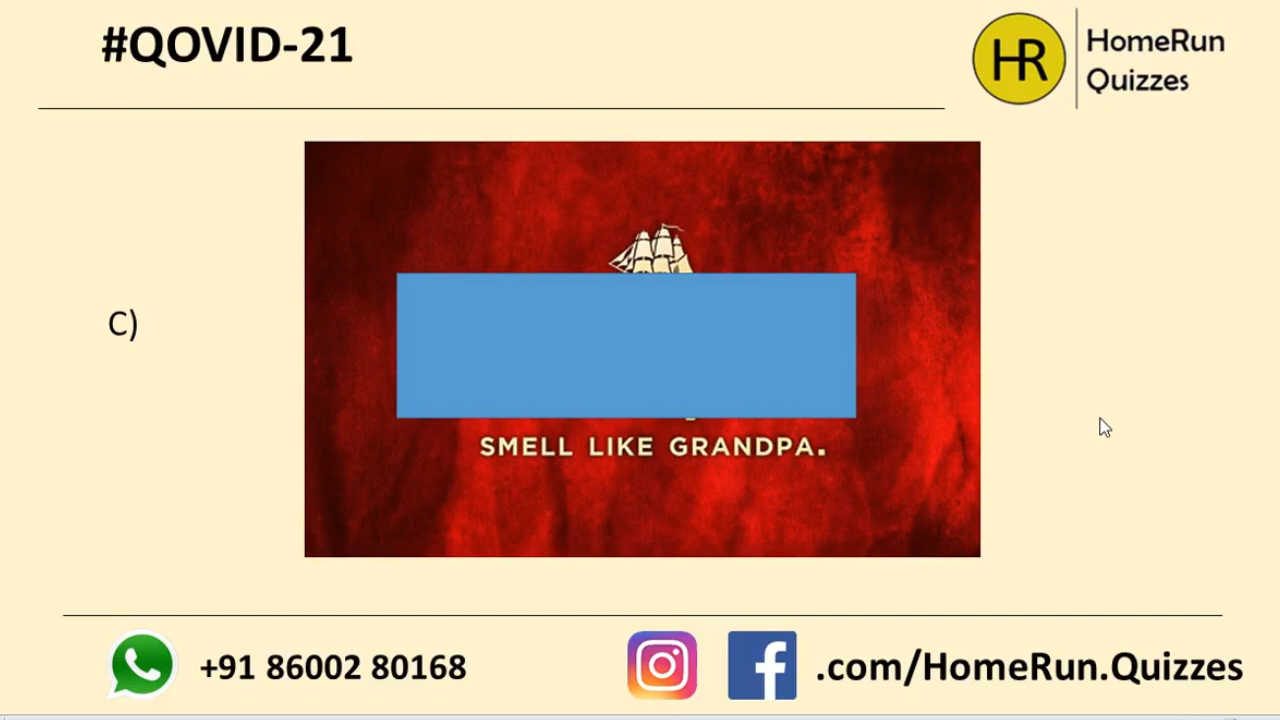 #QOVID-21
HR
HomeRun
Quizzes
C)
SMELL LIKE GRANDPA.
+91 86002 80168
.com/HomeRun.Quizzes